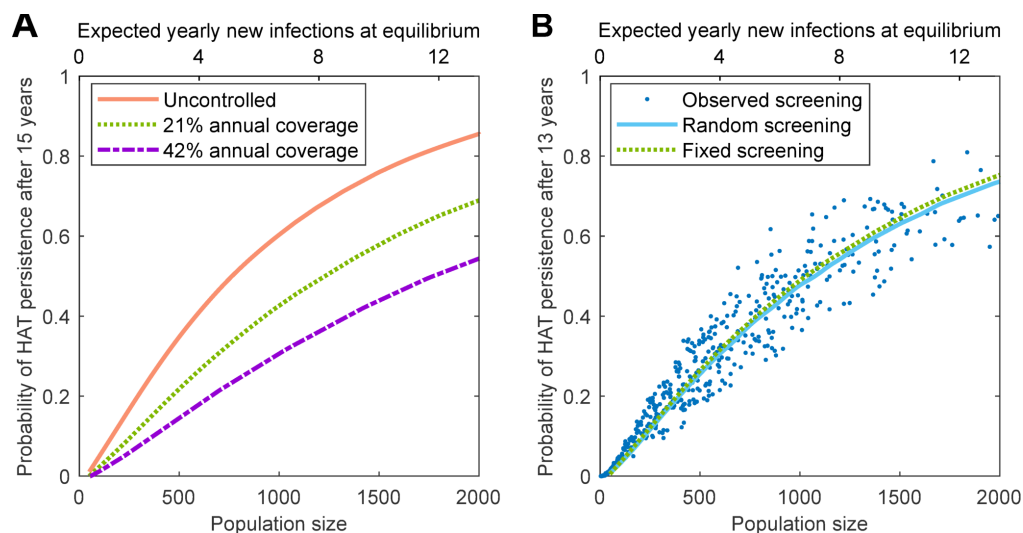 A
Expected yearly new infections at equilibrium
0 4 8 12
Probability of HAT persistence after 15 years
1
0.8
0.6
0.4
0.2
0
Uncontrolled
21% annual coverage
42% annual coverage
0 500 1000 1500 2000
Population size
B
Expected yearly new infections at equilibrium
0 4 8 12
Probability of HAT persistence after 13 years
1
0.8
0.6
0.4
0.2
0
Observed screening
Random screening
Fixed screening
0 500 1000 1500 2000
Population size